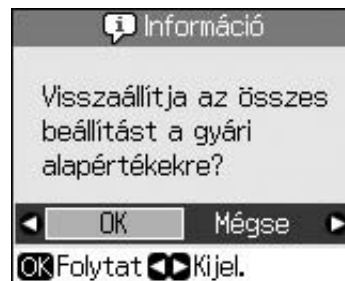 Információ
Visszaállítja az összes
beállítást a gyári
alapértékekre?
OK Mégse
OK Folytat Kijel.